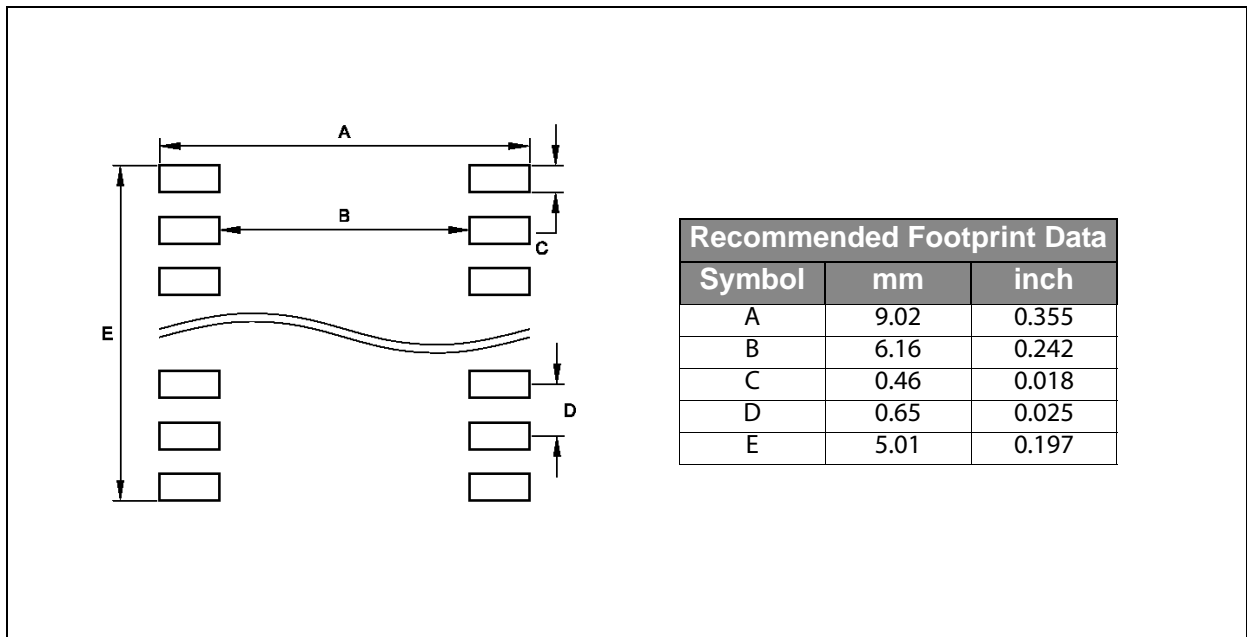 A
B
C
E
D
Recommended Footprint Data
Symbol mm inch
A 9.02 0.355
B 6.16 0.242
C 0.46 0.018
D 0.65 0.025
E 5.01 0.197